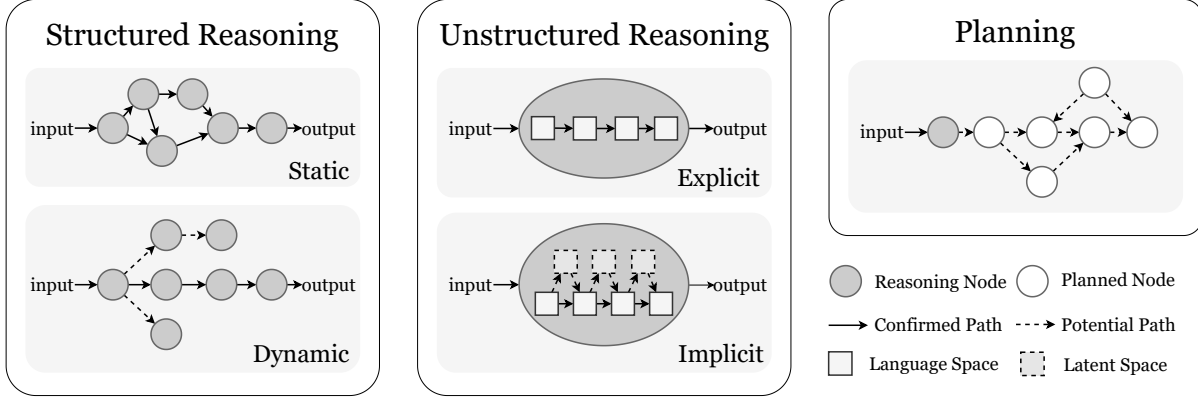 Structured Reasoning
input
output
Static
input
output
Dynamic
Unstructured Reasoning
input
output
Explicit
input
output
Implicit
Planning
input
Reasoning Node
Planned Node
Confirmed Path
Potential Path
Language Space
Latent Space